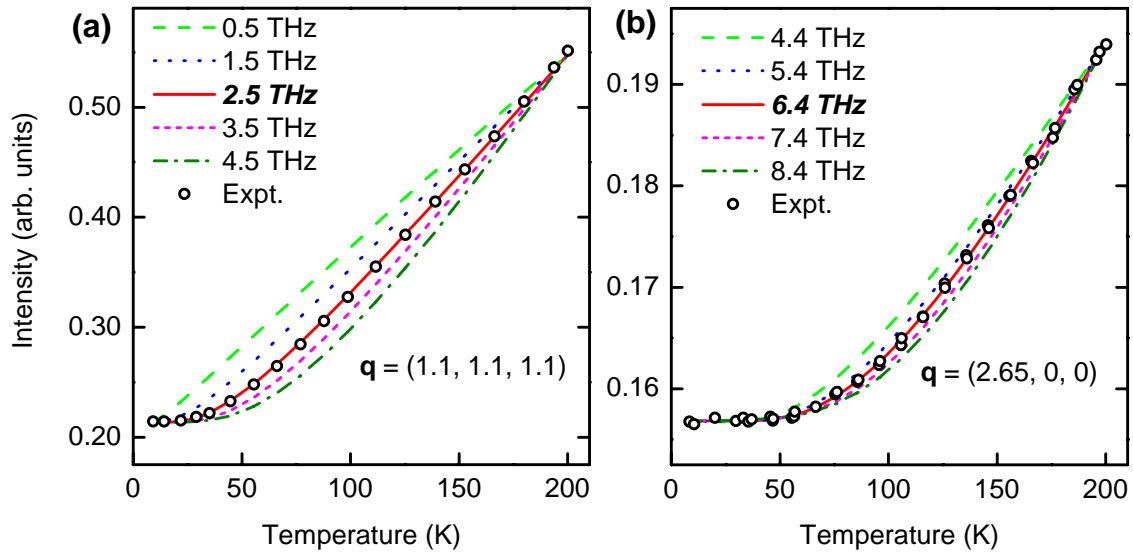 (a)
0.5 THz
1.5 THz
2.5 THz
3.5 THz
4.5 THz
Expt.
q = (1.1, 1.1, 1.1)
0.50
0.40
0.30
0.20
Intensity (arb. units)
0 50 100 150 200
Temperature (K)
(b)
4.4 THz
5.4 THz
6.4 THz
7.4 THz
8.4 THz
Expt.
q = (2.65, 0, 0)
0.19
0.18
0.17
0.16
0 50 100 150 200
Temperature (K)